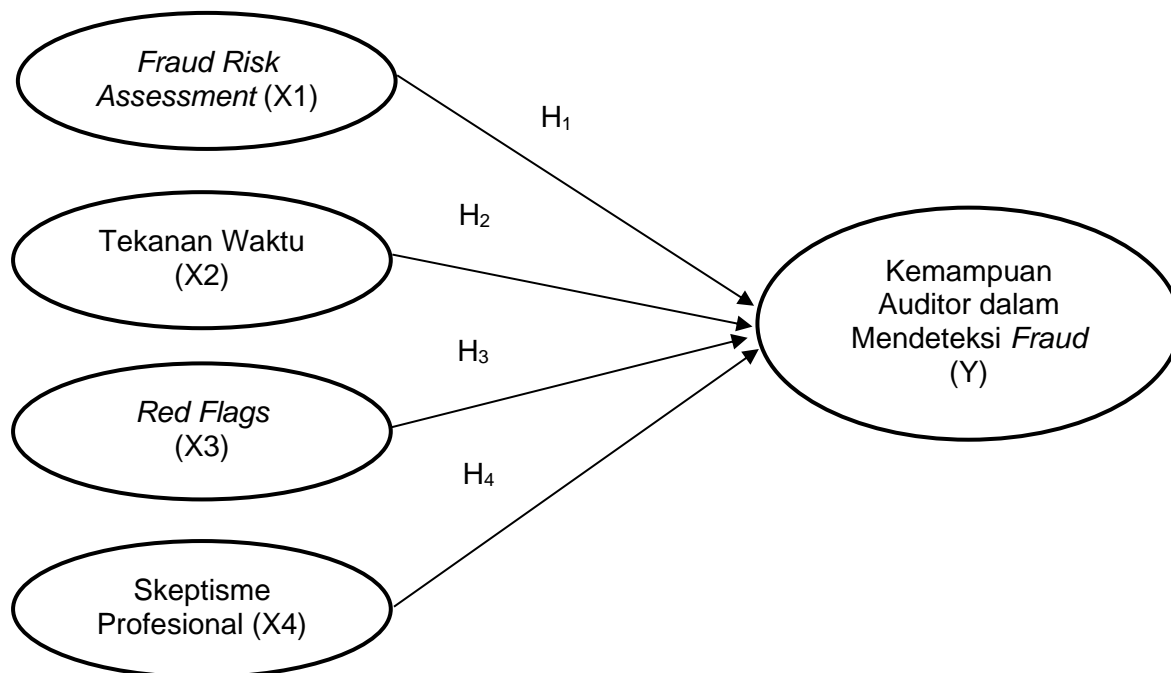 Fraud Risk
Assessment (X1)
H₁
Tekanan Waktu
(X2)
H₂
Red Flags
(X3)
H₃
Skeptisme
Profesional (X4)
H₄
Kemampuan
Auditor dalam
Mendeteksi Fraud
(Y)